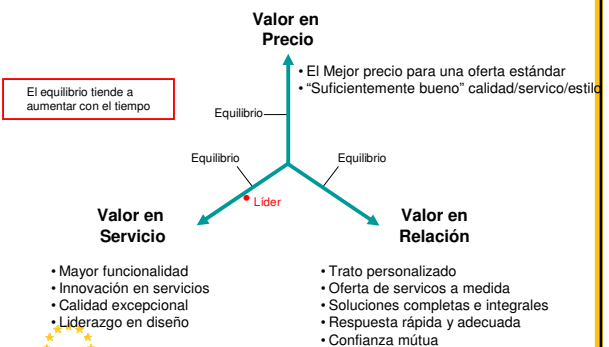 Valor en
Precio
• El Mejor precio para una oferta estándar
• “Suficientemente bueno” calidad/servico/estilo
El equilibrio tiende a
aumentar con el tiempo
Equilibrio
Equilibrio
Equilibrio
Líder
Valor en
Servicio
Valor en
Relación
• Mayor funcionalidad
• Innovación en servicios
• Calidad excepcional
• Liderazgo en diseño
• Trato personalizado
• Oferta de servicos a medida
• Soluciones completas e integrales
• Respuesta rápida y adecuada
• Confianza mútua